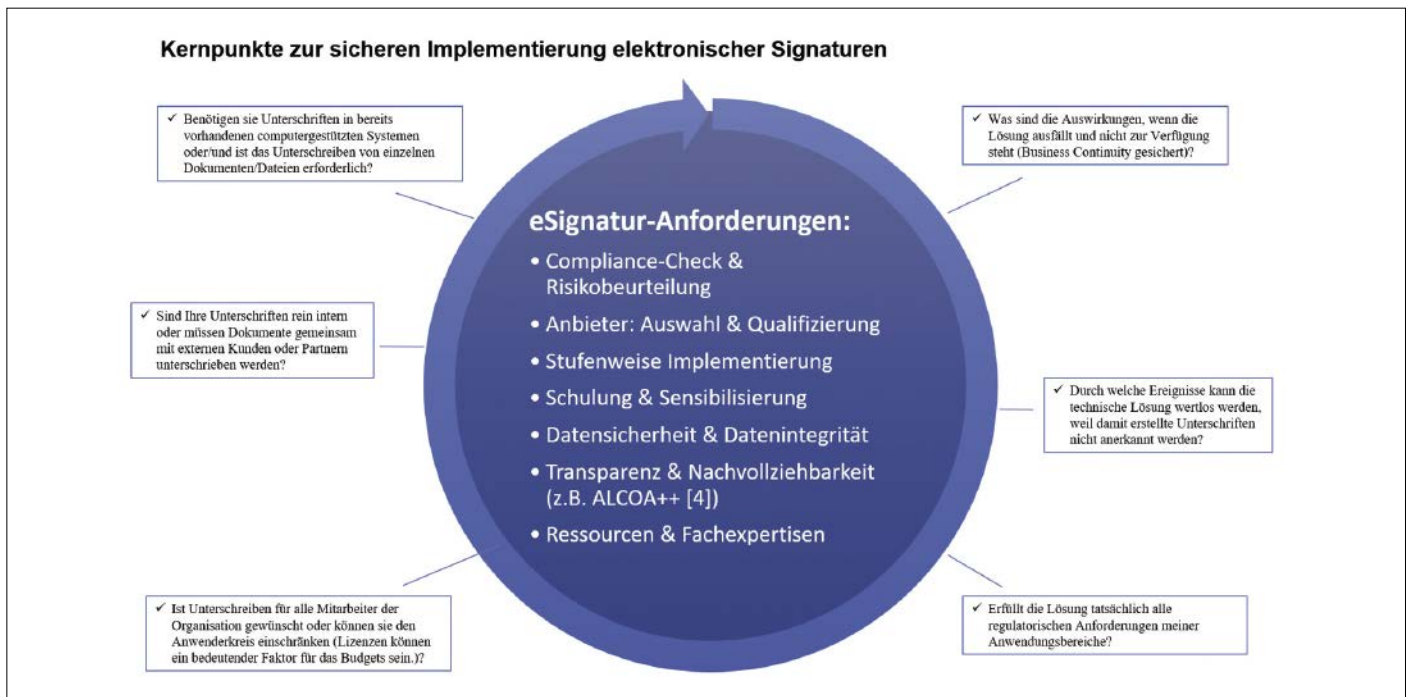 Kernpunkte zur sicheren Implementierung elektronischer Signaturen
✓ Benötigen sie Unterschriften in bereits
vorhandenen computergestützten Systemen
oder/und ist das Unterschreiben von einzelnen
Dokumenten/Dateien erforderlich?
✓ Was sind die Auswirkungen, wenn die
Lösung ausfällt und nicht zur Verfügung
steht (Business Continuity gesichert)?
eSignatur-Anforderungen:
• Compliance-Check &
Risikobeurteilung
• Anbieter: Auswahl & Qualifizierung
• Stufenweise Implementierung
• Schulung & Sensibilisierung
• Datensicherheit & Datenintegrität
• Transparenz & Nachvollziehbarkeit
(z.B. ALCOA++ [4])
• Ressourcen & Fachexpertisen
✓ Sind Ihre Unterschriften rein intern
oder müssen Dokumente gemeinsam
mit externen Kunden oder Partnern
unterschrieben werden?
✓ Durch welche Ereignisse kann die
technische Lösung wertlos werden,
weil damit erstellte Unterschriften
nicht anerkannt werden?
✓ Ist Unterschreiben für alle Mitarbeiter der
Organisation gewünscht oder können sie den
Anwenderkreis einschränken (Lizenzen können
ein bedeutender Faktor für das Budgets sein.)?
✓ Erfüllt die Lösung tatsächlich alle
regulatorischen Anforderungen meiner
Anwendungsbereiche?